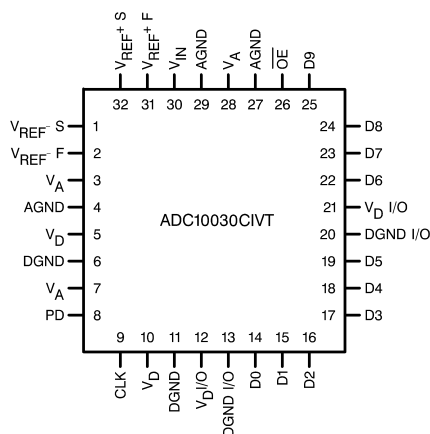 VREF+ S
VREF+ F
VIN
AGND
VA
AGND
OE
D9
32 31 30 29 28 27 26 25
VREF- S 1
VREF- F 2
VA 3
AGND 4
VD 5
DGND 6
VA 7
PD 8
ADC10030CIVT
24 D8
23 D7
22 D6
21 VD I/O
20 DGND I/O
19 D5
18 D4
17 D3
9 10 11 12 13 14 15 16
CLK
VD
DGND
VD I/O
DGND I/O
D0
D1
D2